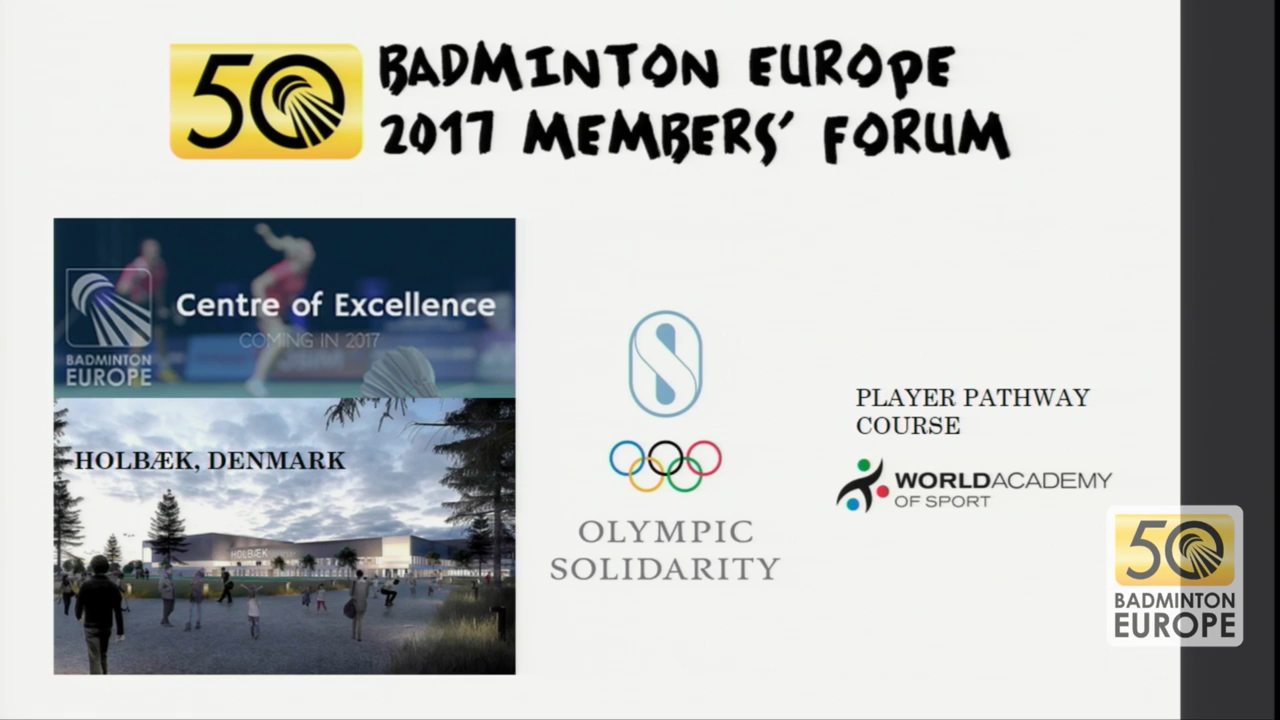 50 BADMINTON EUROPE
2017 MEMBERS' FORUM
Centre of Excellence
COMING IN 2017
BADMINTON
EUROPE
HOLBÆK, DENMARK
HOLBÆK
OLYMPIC
SOLIDARITY
PLAYER PATHWAY
COURSE
WORLDACADEMY
OF SPORT
50
BADMINTON
EUROPE